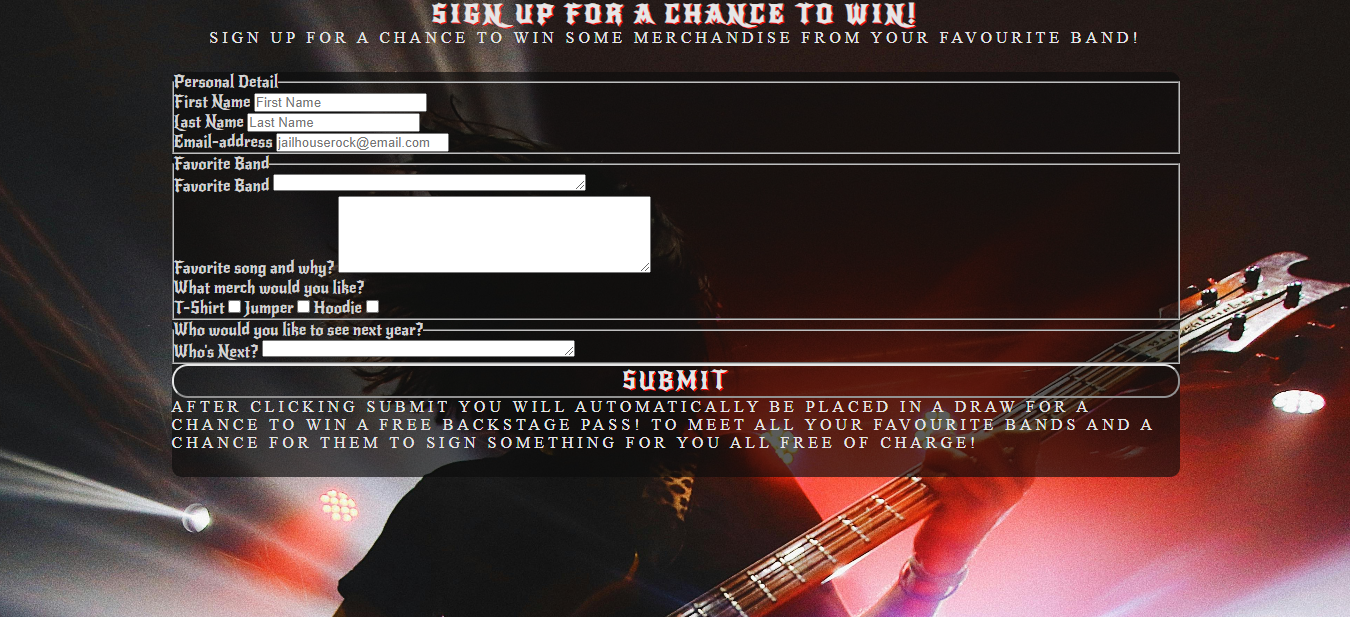 SIGN UP FOR A CHANCE TO WIN!
SIGN UP FOR A CHANCE TO WIN SOME MERCHANDISE FROM YOUR FAVOURITE BAND!
Personal Detail
First Name First Name
Last Name Last Name
Email-address jailhouserock@email.com
Favorite Band
Favorite Band
Favorite song and why?
What merch would you like?
T-Shirt Jumper Hoodie
Who would you like to see next year?
Who's Next?
SUBMIT
AFTER CLICKING SUBMIT YOU WILL AUTOMATICALLY BE PLACED IN A DRAW FOR A
CHANCE TO WIN A FREE BACKSTAGE PASS! TO MEET ALL YOUR FAVOURITE BANDS AND A
CHANCE FOR THEM TO SIGN SOMETHING FOR YOU ALL FREE OF CHARGE!